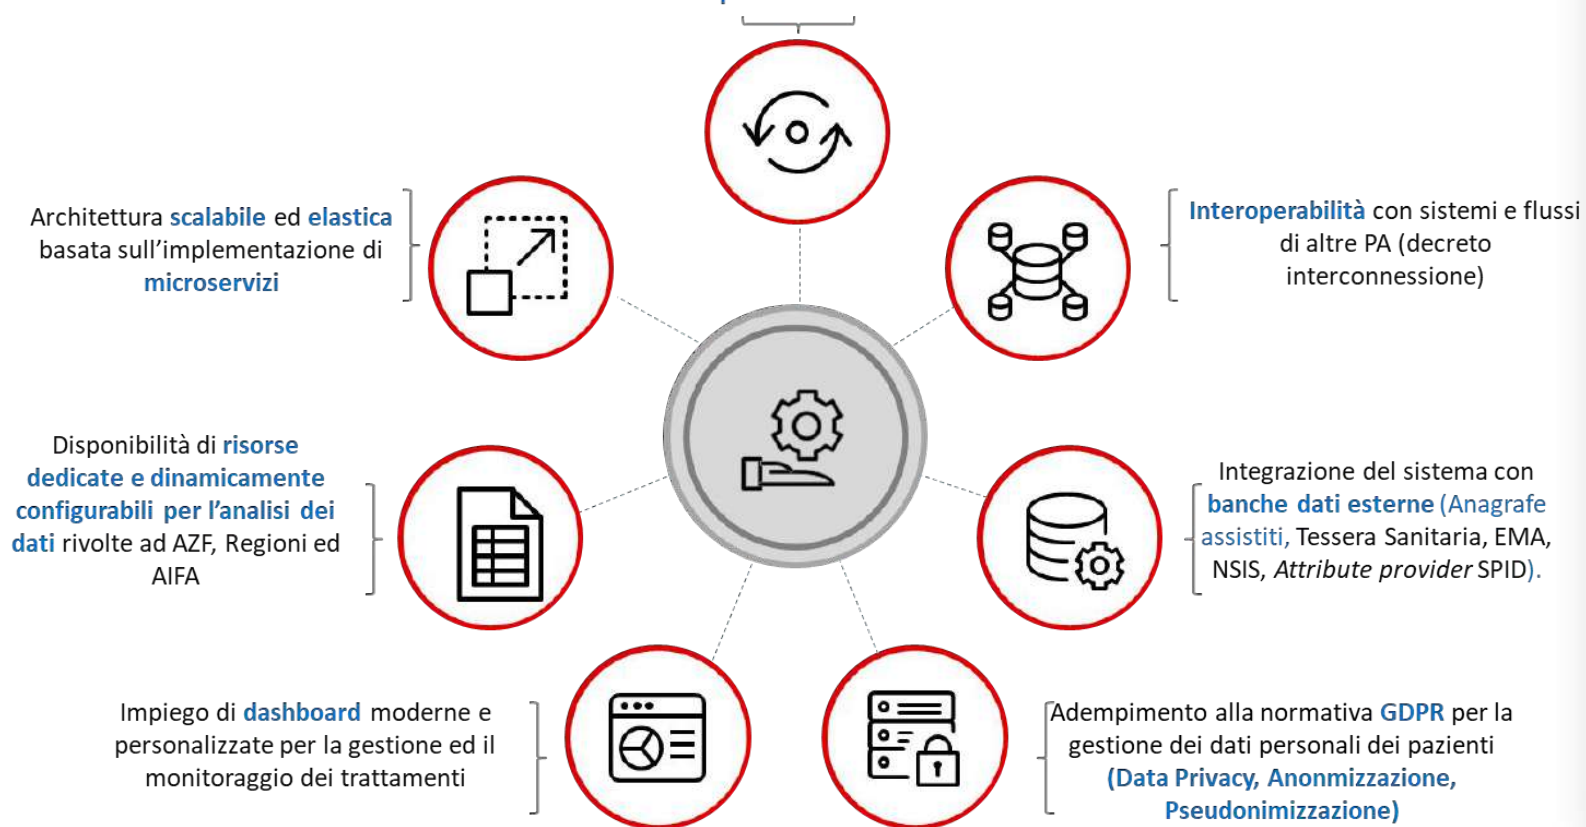 Architettura scalabile ed elastica
basata sull'implementazione di
microservizi
Interoperabilità con sistemi e flussi
di altre PA (decreto
interconnessione)
Disponibilità di risorse
dedicate e dinamicamente
configurabili per l'analisi dei
dati rivolte ad AZF, Regioni ed
AIFA
Integrazione del sistema con
banche dati esterne (Anagrafe
assistiti, Tessera Sanitaria, EMA,
NSIS, Attribute provider SPID).
Impiego di dashboard moderne e
personalizzate per la gestione ed il
monitoraggio dei trattamenti
Adempimento alla normativa GDPR per la
gestione dei dati personali dei pazienti
(Data Privacy, Anonmizzazione,
Pseudonimizzazione)